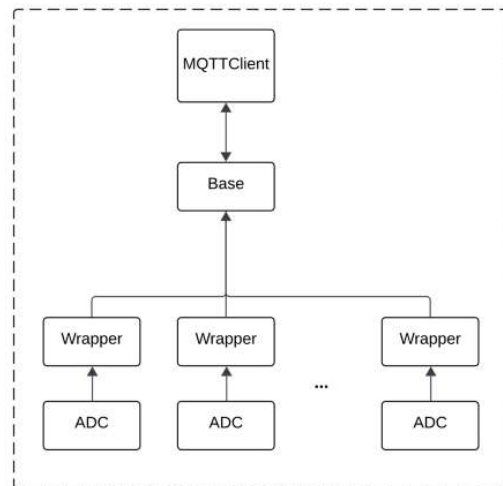 MQTTClient
Base
Wrapper
Wrapper
Wrapper
...
ADC
ADC
ADC